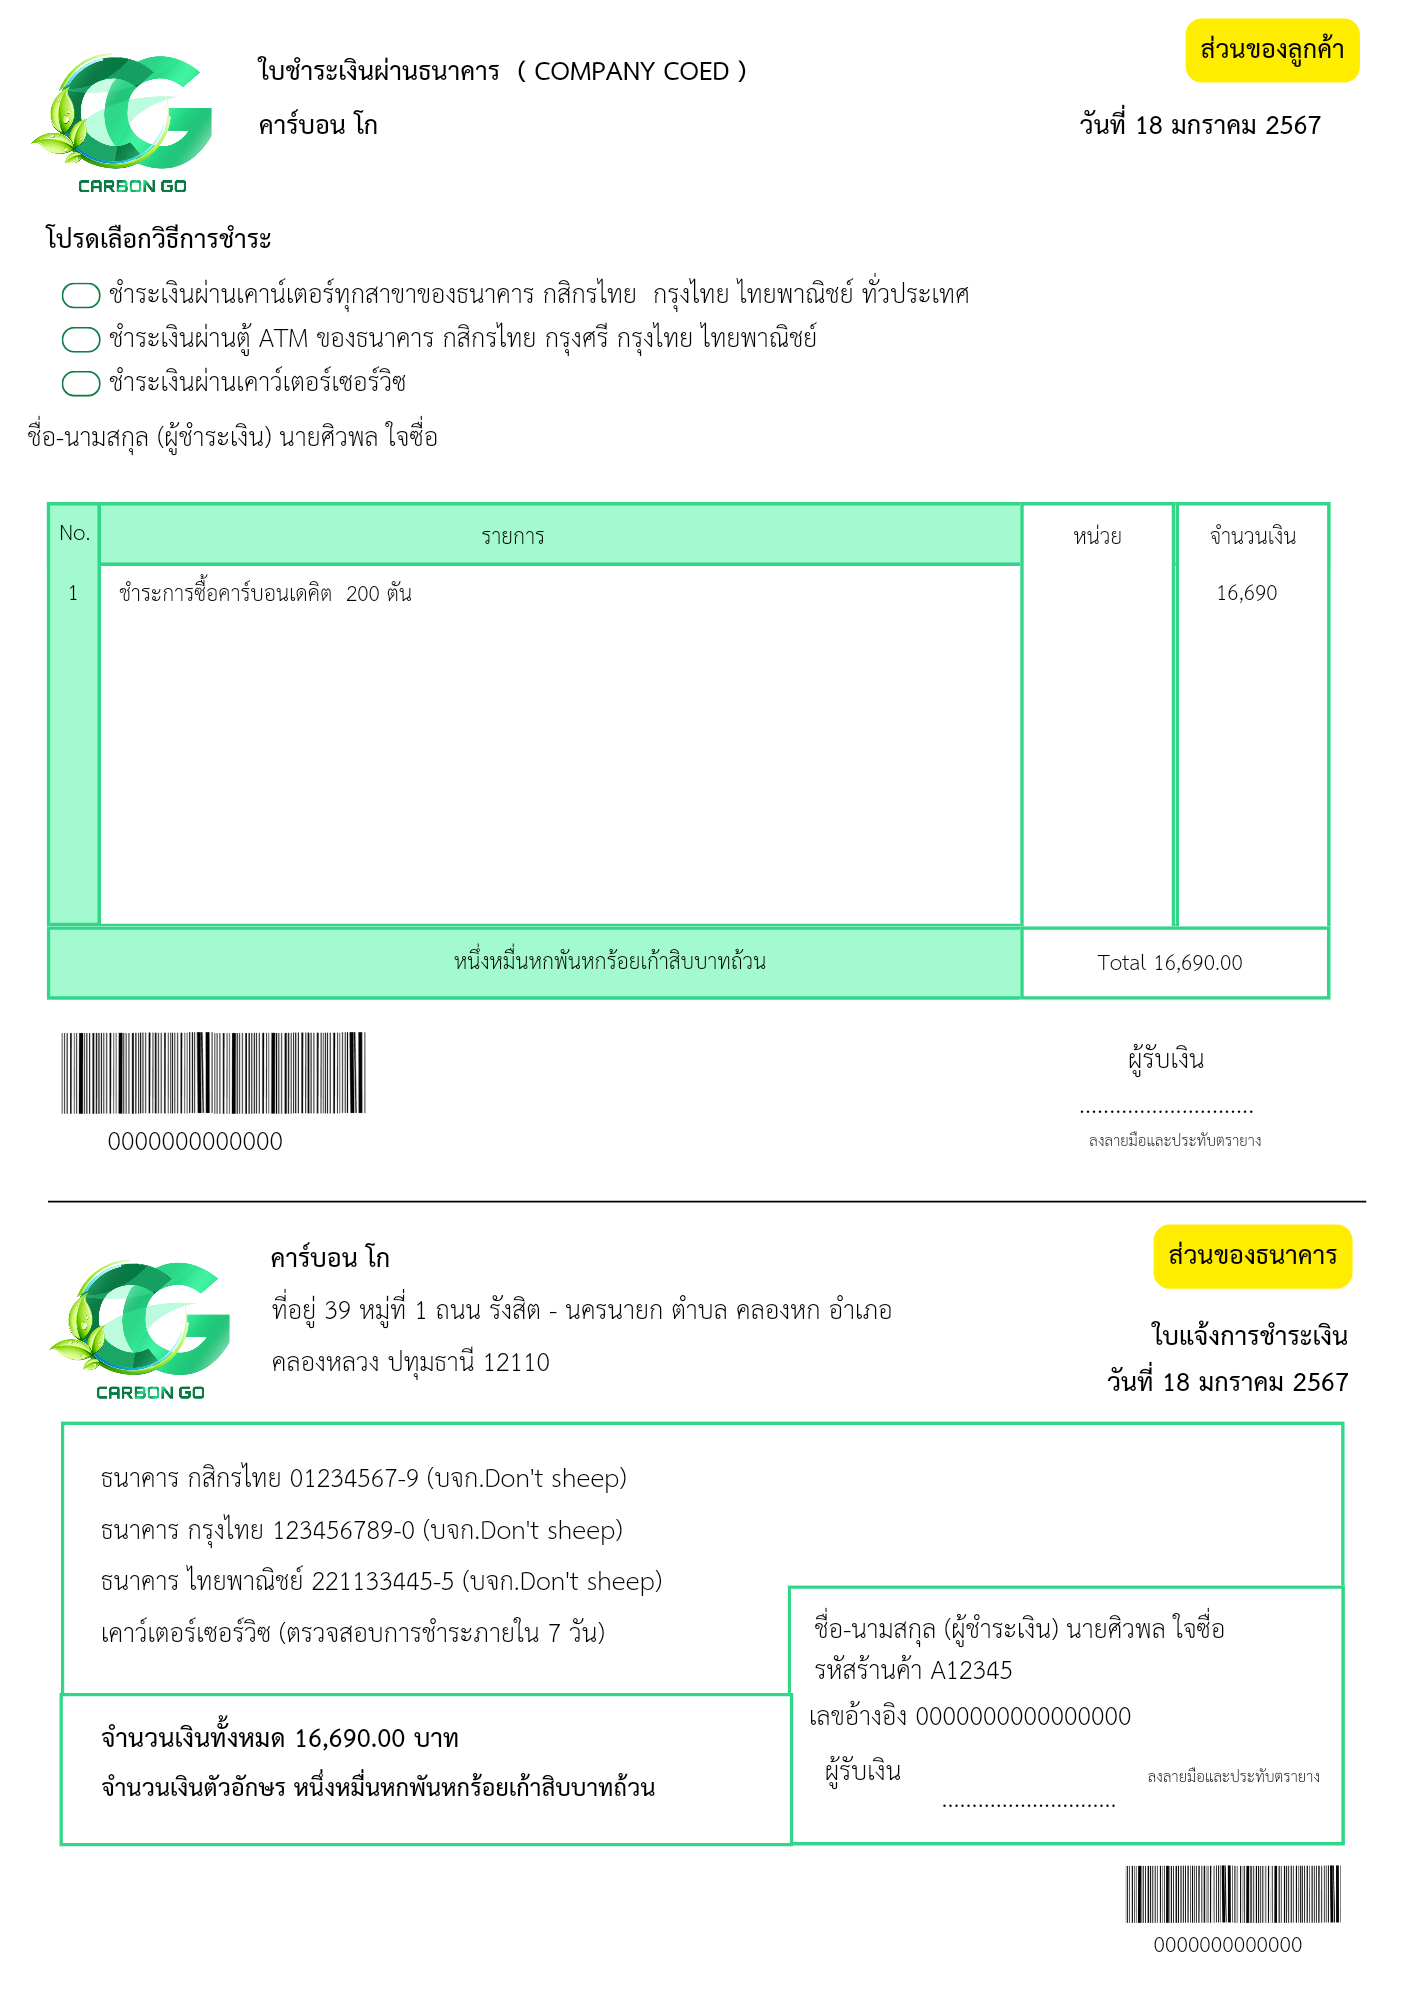 ส่วนของลูกค้า
ใบชำระเงินผ่านธนาคาร ( COMPANY COED )
คาร์บอน โก
วันที่ 18 มกราคม 2567
CARBON GO
โปรดเลือกวิธีการชำระ
ชำระเงินผ่านเคาน์เตอร์ทุกสาขาของธนาคาร กสิกรไทย กรุงไทย ไทยพาณิชย์ ทั่วประเทศ
ชำระเงินผ่านตู้ ATM ของธนาคาร กสิกรไทย กรุงศรี กรุงไทย ไทยพาณิชย์
ชำระเงินผ่านเคาว์เตอร์เซอร์วิซ
ชื่อ-นามสกุล (ผู้ชำระเงิน) นายศิวพล ใจซื่อ
No. รายการ หน่วย จำนวนเงิน
1 ชำระการซื้อคาร์บอนเดคิต 200 ตัน 16,690
หนึ่งหมื่นหกพันหกร้อยเก้าสิบบาทถ้วน Total 16,690.00
ผู้รับเงิน
............................
0000000000000
ลงลายมือและประทับตรายาง
คาร์บอน โก
ส่วนของธนาคาร
ที่อยู่ 39 หมู่ที่ 1 ถนน รังสิต - นครนายก ตำบล คลองหก อำเภอ
คลองหลวง ปทุมธานี 12110
ใบแจ้งการชำระเงิน
วันที่ 18 มกราคม 2567
CARBON GO
ธนาคาร กสิกรไทย 01234567-9 (บจก.Don't sheep)
ธนาคาร กรุงไทย 123456789-0 (บจก.Don't sheep)
ธนาคาร ไทยพาณิชย์ 221133445-5 (บจก.Don't sheep)
เคาว์เตอร์เซอร์วิซ (ตรวจสอบการชำระภายใน 7 วัน)
ชื่อ-นามสกุล (ผู้ชำระเงิน) นายศิวพล ใจซื่อ
รหัสร้านค้า A12345
เลขอ้างอิง 0000000000000000
ผู้รับเงิน ............................ ลงลายมือและประทับตรายาง
จำนวนเงินทั้งหมด 16,690.00 บาท
จำนวนเงินตัวอักษร หนึ่งหมื่นหกพันหกร้อยเก้าสิบบาทถ้วน
0000000000000